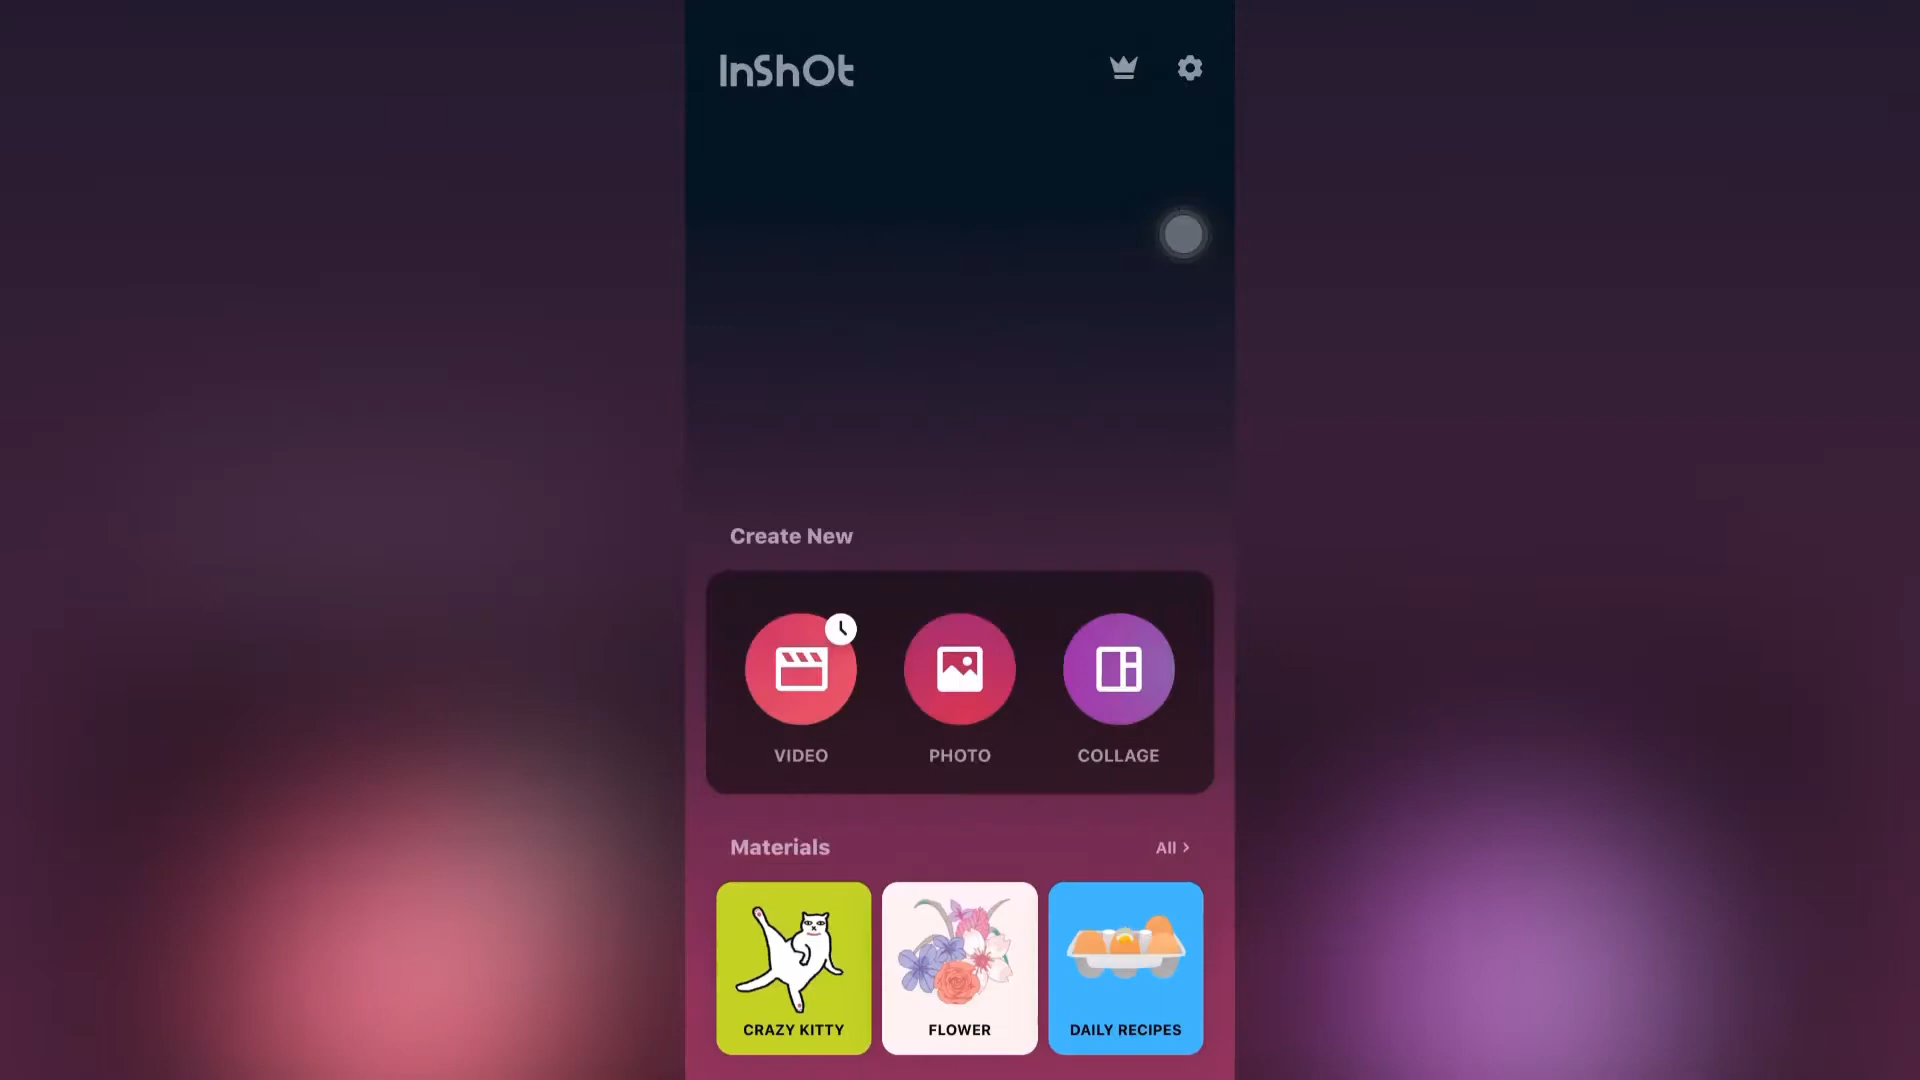 InShOt
Create New
VIDEO
PHOTO
COLLAGE
Materials
All >
CRAZY KITTY
FLOWER
DAILY RECIPES